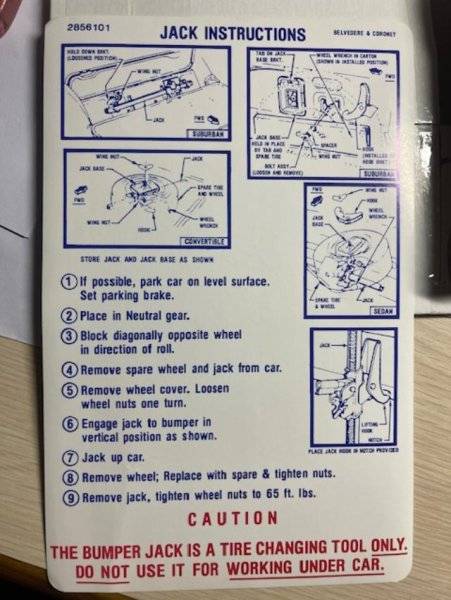 2856101
JACK INSTRUCTIONS
BELVEDERE & CORONET
HOLD DOWN BRKT.
(LOOSENED POSITION)
WING NUT
JACK
FWD
SUBURBAN
TAB ON JACK
BASE BRKT.
WHEEL WRENCH IN CARTON
(SHOWN IN INSTALLED POSITION)
FWD
JACK BASE
HELD IN PLACE
BY TAB AND
SPARE TIRE
SPACER
WING NUT
HOOK
BOLT ASSY.
(LOOSEN AND REMOVE)
SUBURBAN
WING NUT
JACK
JACK BASE
SPARE TIRE
AND WHEEL
FWD
WING NUT
HOOK
WHEEL
WRENCH
CONVERTIBLE
FWD
WING NUT
HOOK
WHEEL
WRENCH
JACK
BASE
SPARE TIRE
& WHEEL
JACK
SEDAN
STORE JACK AND JACK BASE AS SHOWN
1 If possible, park car on level surface.
Set parking brake.
2 Place in Neutral gear.
3 Block diagonally opposite wheel
in direction of roll.
4 Remove spare wheel and jack from car.
5 Remove wheel cover. Loosen
wheel nuts one turn.
6 Engage jack to bumper in
vertical position as shown.
7 Jack up car.
8 Remove wheel; Replace with spare & tighten nuts.
9 Remove jack, tighten wheel nuts to 65 ft. lbs.
JACK
LIFTING
HOOK
NOTCH
PLACE JACK HOOK IN NOTCH PROVIDED
CAUTION
THE BUMPER JACK IS A TIRE CHANGING TOOL ONLY.
DO NOT USE IT FOR WORKING UNDER CAR.